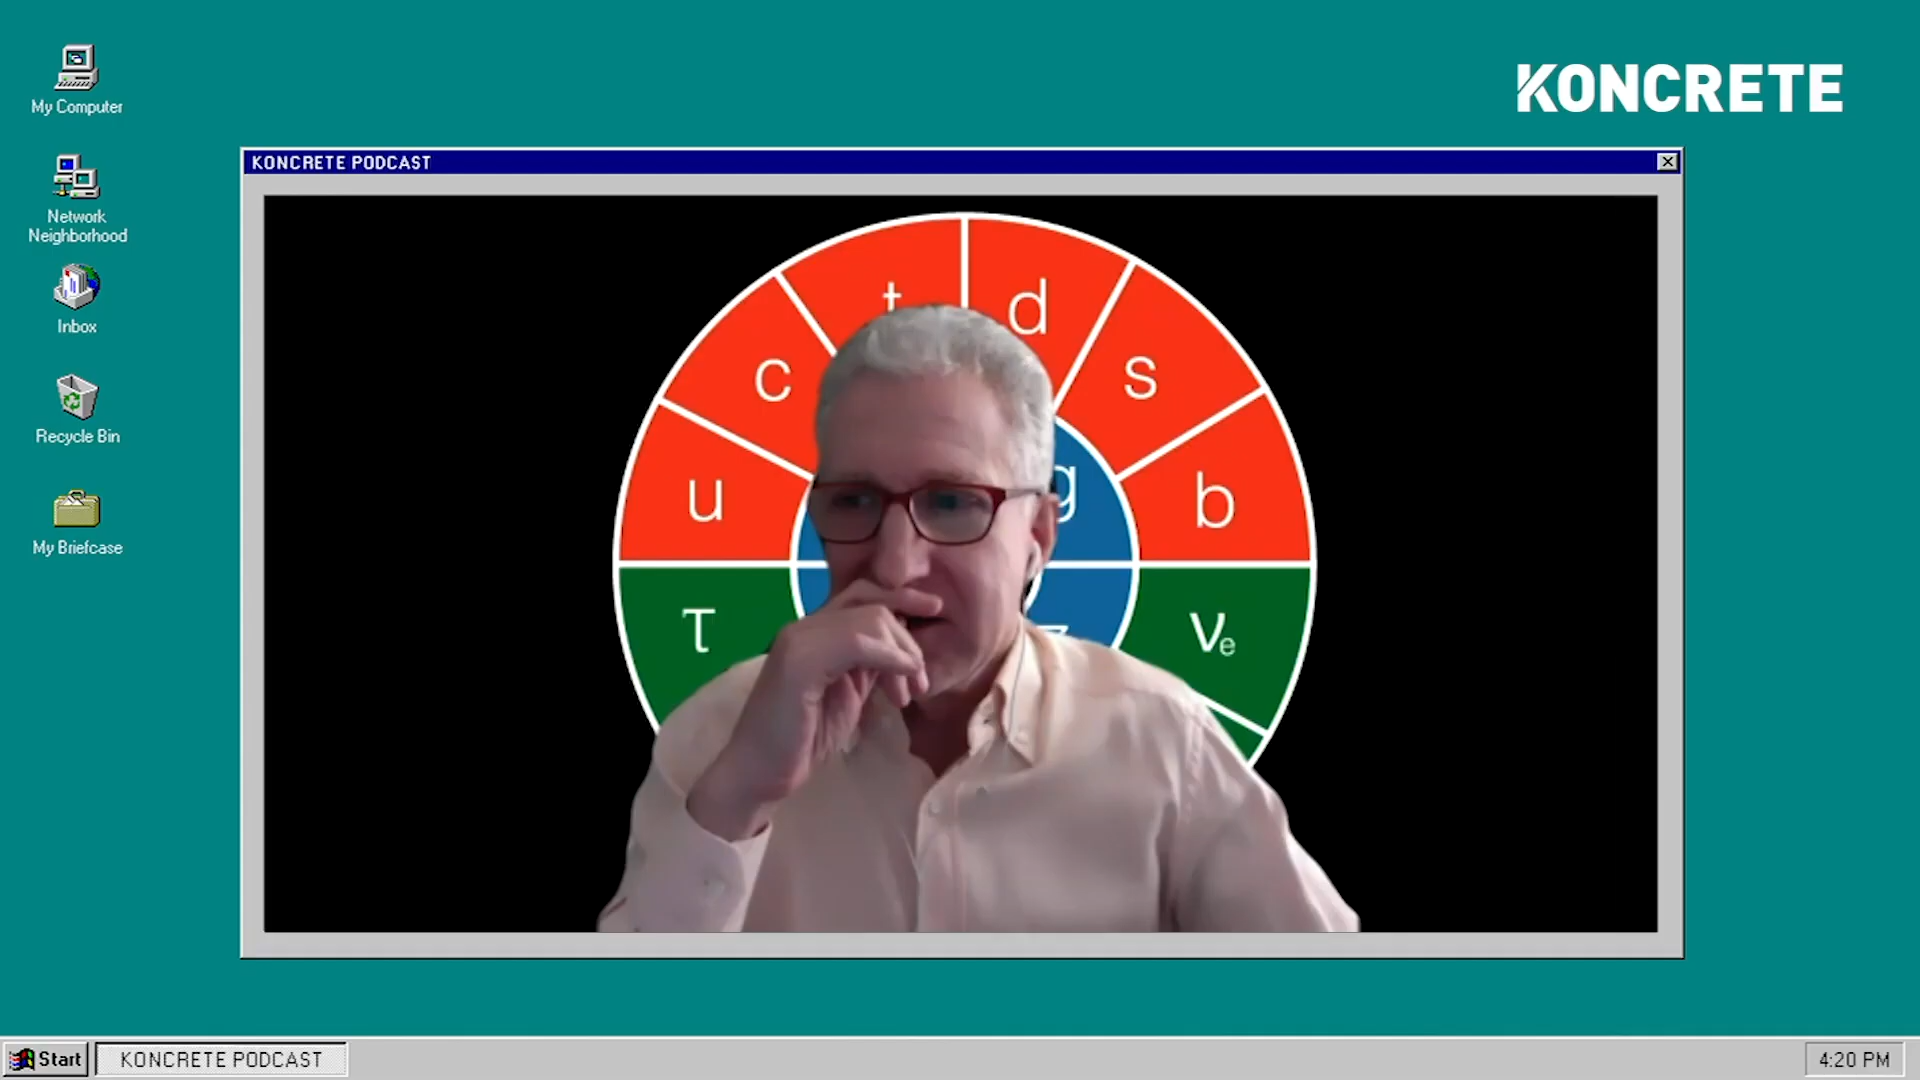 My Computer
KONCRETE
KONCRETE PODCAST
Network
Neighborhood
Inbox
Recycle Bin
My Briefcase
t
d
c
s
u
g
b
τ
νe
Start
KONCRETE PODCAST
4:20 PM